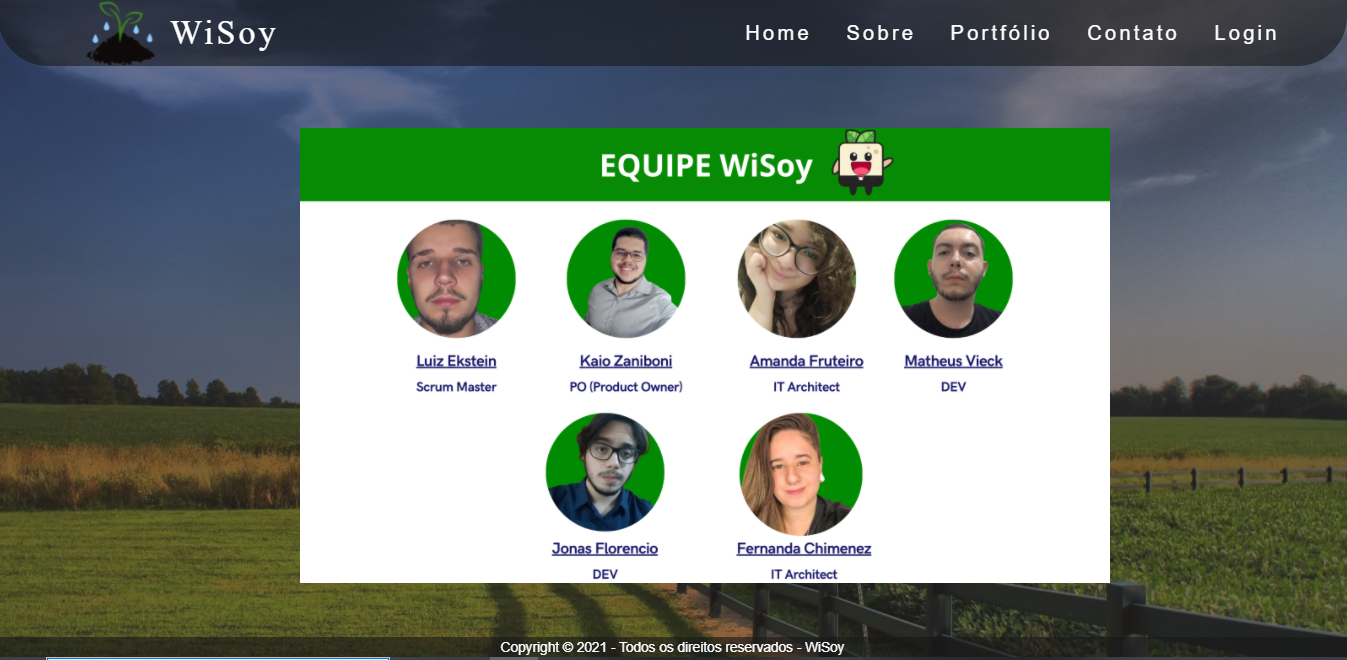 WiSoy
Home Sobre Portfólio Contato Login
EQUIPE WiSoy
Luiz Ekstein Kaio Zaniboni Amanda Fruteiro Matheus Vieck
Scrum Master PO (Product Owner) IT Architect DEV
Jonas Florencio Fernanda Chimenez
DEV IT Architect
Copyright © 2021 - Todos os direitos reservados - WiSoy